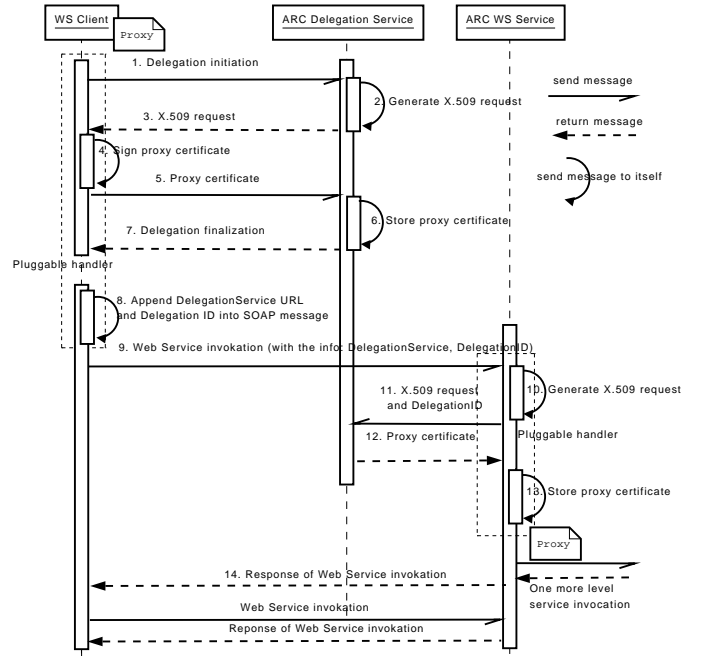 WS Client
Proxy
ARC Delegation Service
ARC WS Service
1. Delegation initiation
send message
2. Generate X.509 request
3. X.509 request
return message
4. Sign proxy certificate
5. Proxy certificate
send message to itself
6. Store proxy certificate
7. Delegation finalization
Pluggable handler
8. Append DelegationService URL
and Delegation ID into SOAP message
9. Web Service invokation (with the info: DelegationService, DelegationID)
10. Generate X.509 request
11. X.509 request
and DelegationID
12. Proxy certificate
Pluggable handler
13. Store proxy certificate
Proxy
14. Response of Web Service invokation
One more level
service invocation
Web Service invokation
Reponse of Web Service invokation